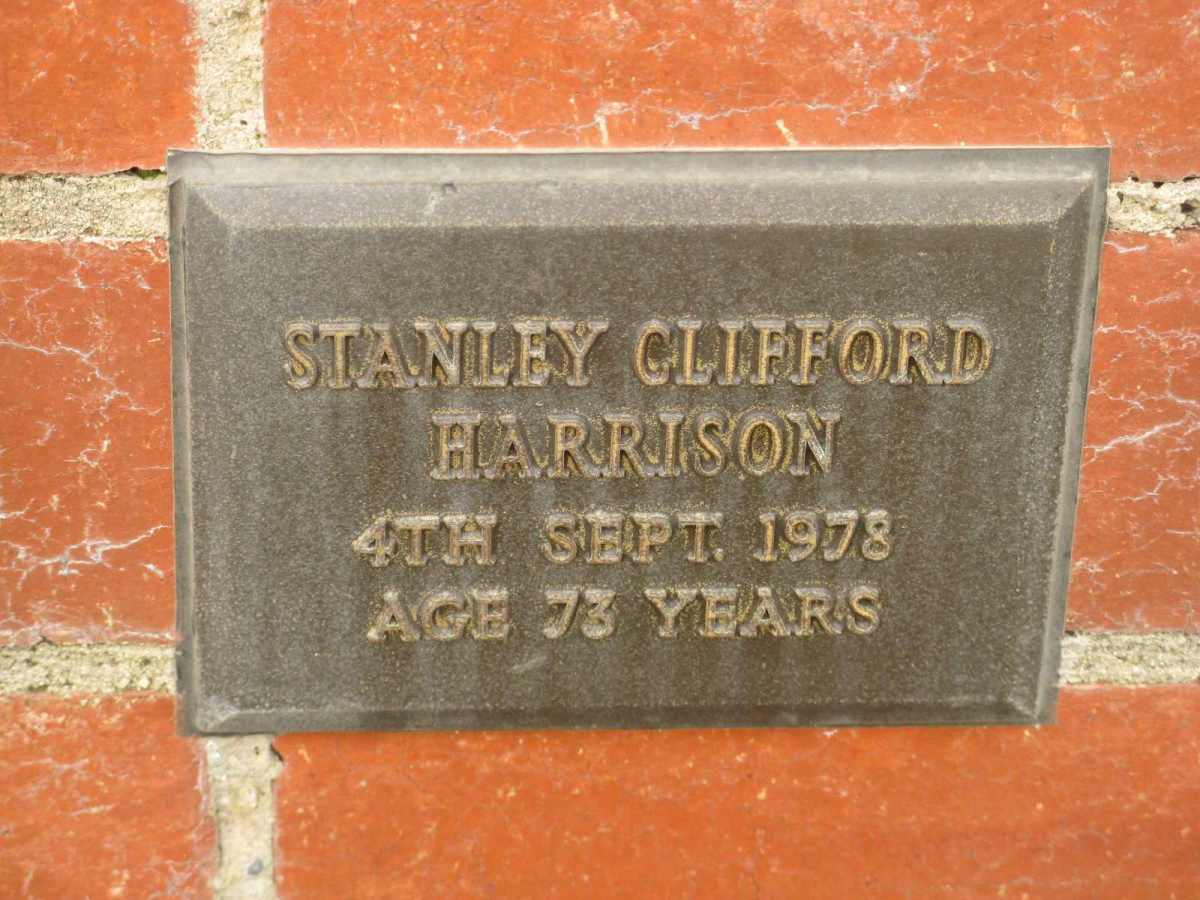 STANLEY CLIFFORD
HARRISON
4TH SEPT. 1978
AGE 73 YEARS